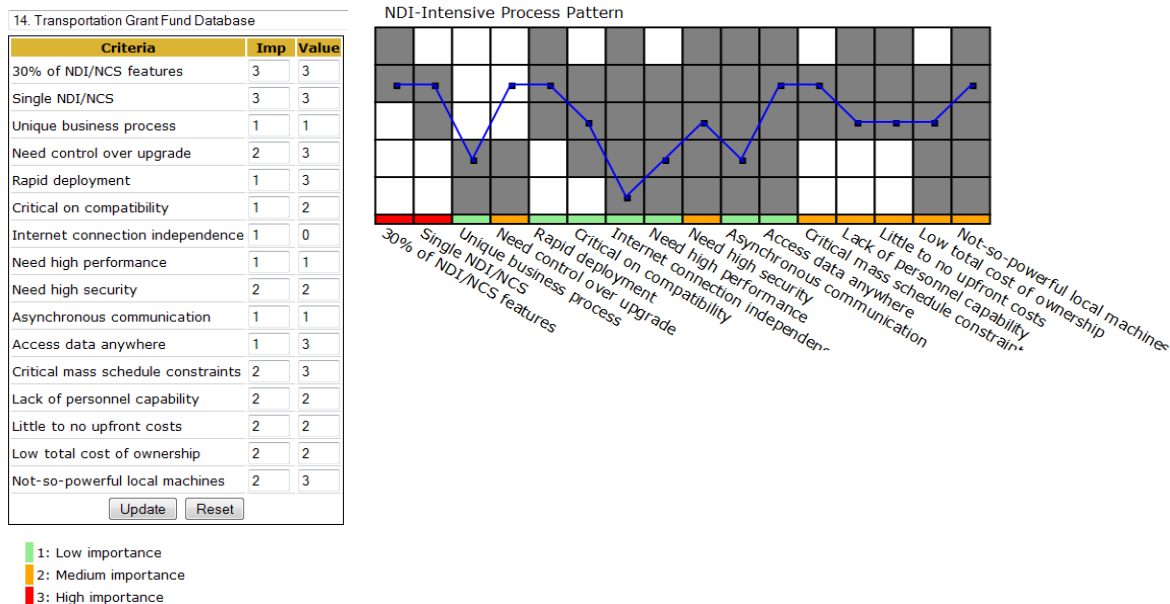 14. Transportation Grant Fund Database
Criteria Imp Value
30% of NDI/NCS features 3 3
Single NDI/NCS 3 3
Unique business process 1 1
Need control over upgrade 2 3
Rapid deployment 1 3
Critical on compatibility 1 2
Internet connection independence 1 0
Need high performance 1 1
Need high security 2 2
Asynchronous communication 1 1
Access data anywhere 1 3
Critical mass schedule constraints 2 3
Lack of personnel capability 2 2
Little to no upfront costs 2 2
Low total cost of ownership 2 2
Not-so-powerful local machines 2 3
Update Reset
1: Low importance
2: Medium importance
3: High importance
NDI-Intensive Process Pattern
30% of NDI/NCS features
Single NDI/NCS
Unique business process
Need control over upgrade
Rapid deployment
Critical on compatibility
Internet connection independenc
Need high performance
Need high security
Asynchronous communication
Access data anywhere
Critical mass schedule constraint
Lack of personnel capability
Little to no upfront costs
Low total cost of ownership
Not-so-powerful local machines